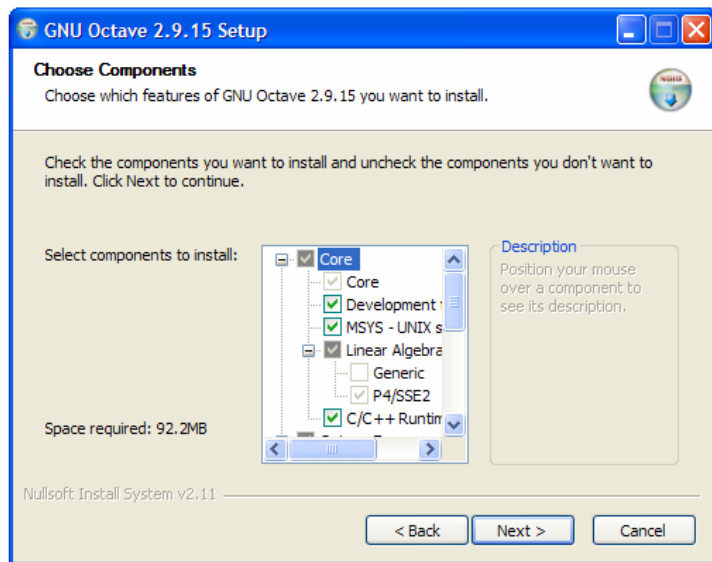 GNU Octave 2.9.15 Setup
Choose Components
Choose which features of GNU Octave 2.9.15 you want to install.
NSIS
Check the components you want to install and uncheck the components you don't want to
install. Click Next to continue.
Select components to install:
Core
Core
Development
MSYS - UNIX s
Linear Algebra
Generic
P4/SSE2
C/C++ Runtim
Description
Position your mouse
over a component to
see its description.
Space required: 92.2MB
Nullsoft Install System v2.11
< Back
Next >
Cancel